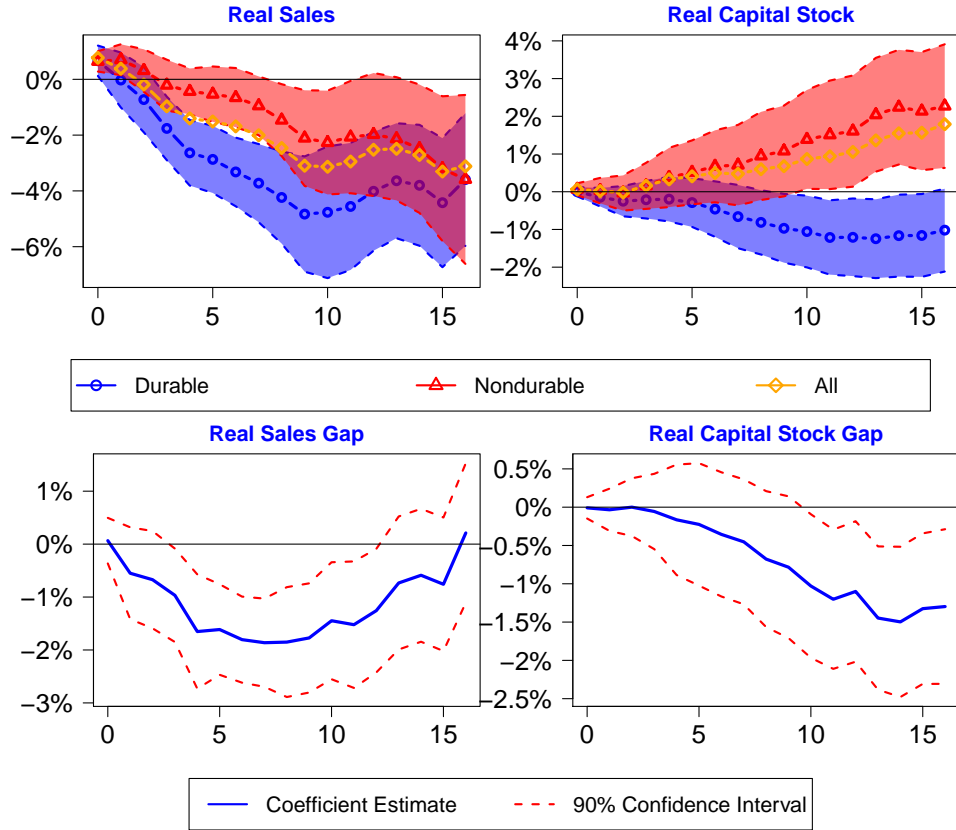 Real Sales
0%
−2%
−4%
−6%
0 5 10 15
Real Capital Stock
4%
3%
2%
1%
0%
−1%
−2%
0 5 10 15
Durable Nondurable All
Real Sales Gap
1%
0%
−1%
−2%
−3%
0 5 10 15
Real Capital Stock Gap
0.5%
0%
−0.5%
−1%
−1.5%
−2%
−2.5%
0 5 10 15
Coefficient Estimate 90% Confidence Interval